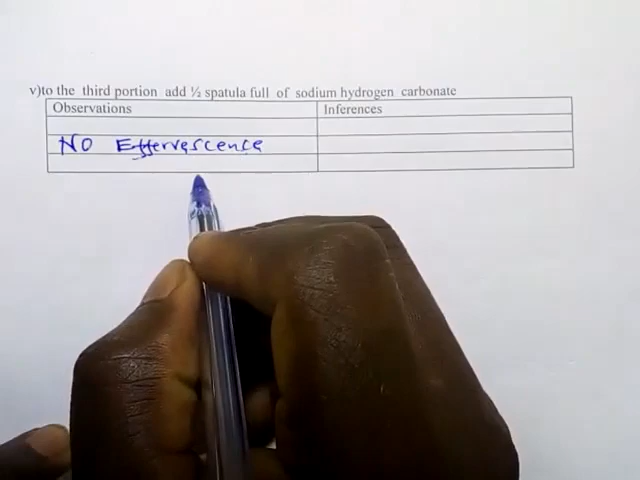 v)to the third portion add ½ spatula full of sodium hydrogen carbonate
Observations Inferences
NO Effervescence